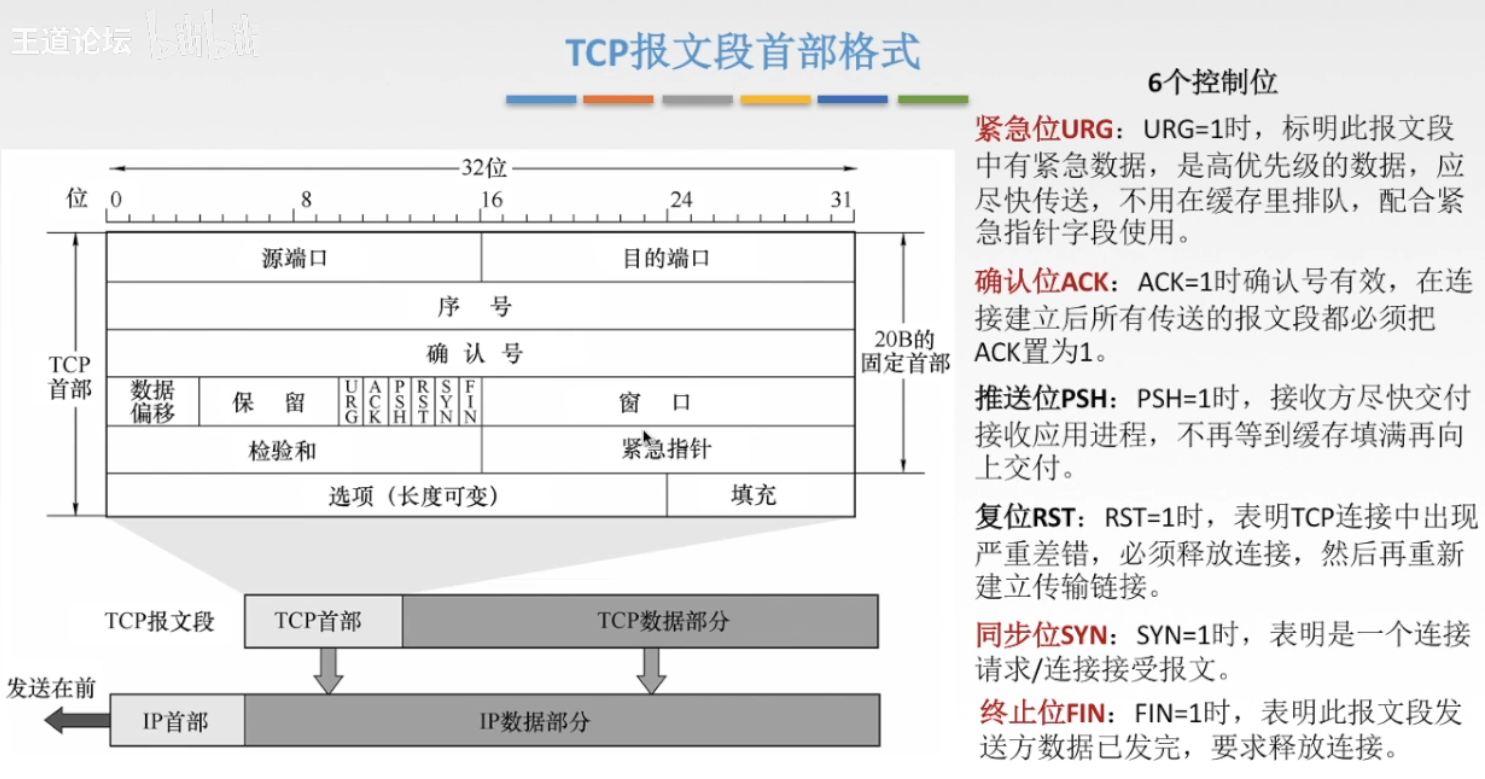 王道论坛 bilibili
TCP报文段首部格式
32位
位 0 8 16 24 31
源端口 目的端口
序 号
确 认 号
数据偏移 保 留 URG ACK PSH RST SYN FIN 窗 口
检验和 紧急指针
选项（长度可变） 填充
TCP首部
20B的
固定首部
TCP报文段 TCP首部 TCP数据部分
发送在前
IP首部 IP数据部分
6个控制位
紧急位URG：URG=1时，标明此报文段
中有紧急数据，是高优先级的数据，应
尽快传送，不用在缓存里排队，配合紧
急指针字段使用。
确认位ACK：ACK=1时确认号有效，在连
接建立后所有传送的报文段都必须把
ACK置为1。
推送位PSH：PSH=1时，接收方尽快交付
接收应用进程，不再等到缓存填满再向
上交付。
复位RST：RST=1时，表明TCP连接中出现
严重差错，必须释放连接，然后再重新
建立传输链接。
同步位SYN：SYN=1时，表明是一个连接
请求/连接接受报文。
终止位FIN：FIN=1时，表明此报文段发
送方数据已发完，要求释放连接。